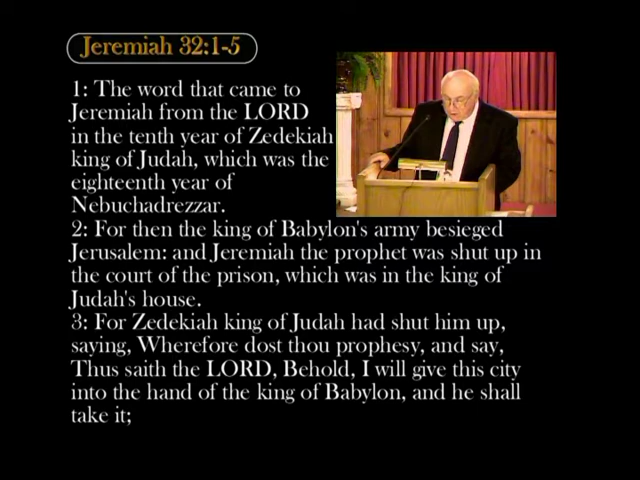 Jeremiah 32:1-5
1: The word that came to
Jeremiah from the LORD
in the tenth year of Zedekiah
king of Judah, which was the
eighteenth year of
Nebuchadrezzar.
2: For then the king of Babylon's army besieged
Jerusalem: and Jeremiah the prophet was shut up in
the court of the prison, which was in the king of
Judah's house.
3: For Zedekiah king of Judah had shut him up,
saying, Wherefore dost thou prophesy, and say,
Thus saith the LORD, Behold, I will give this city
into the hand of the king of Babylon, and he shall
take it;